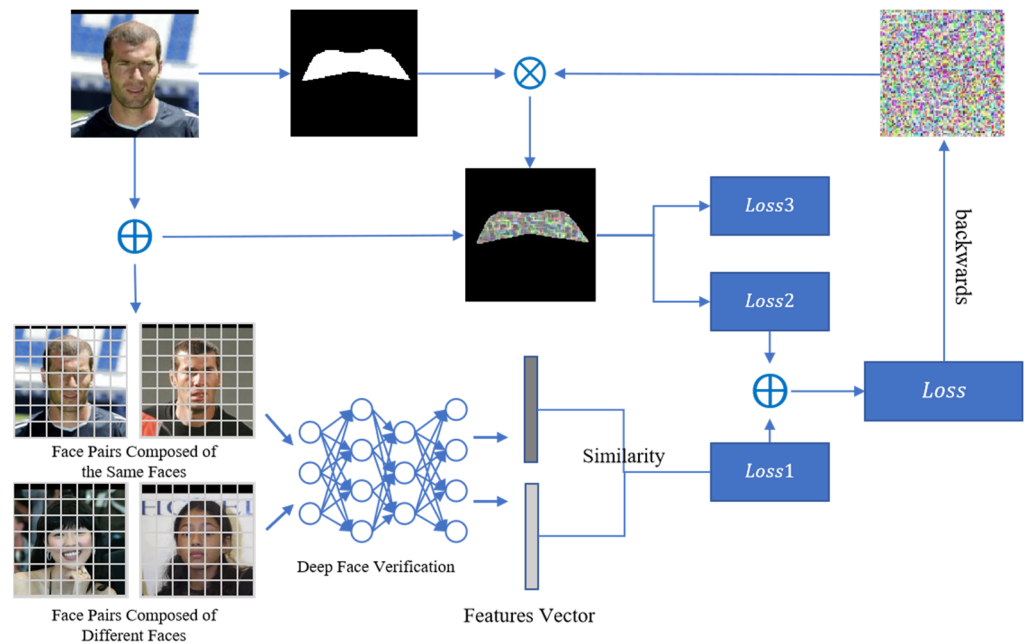 Loss3
backwards
Loss2
Loss
Face Pairs Composed of
the Same Faces
Similarity
Loss1
Deep Face Verification
Face Pairs Composed of
Different Faces
Features Vector